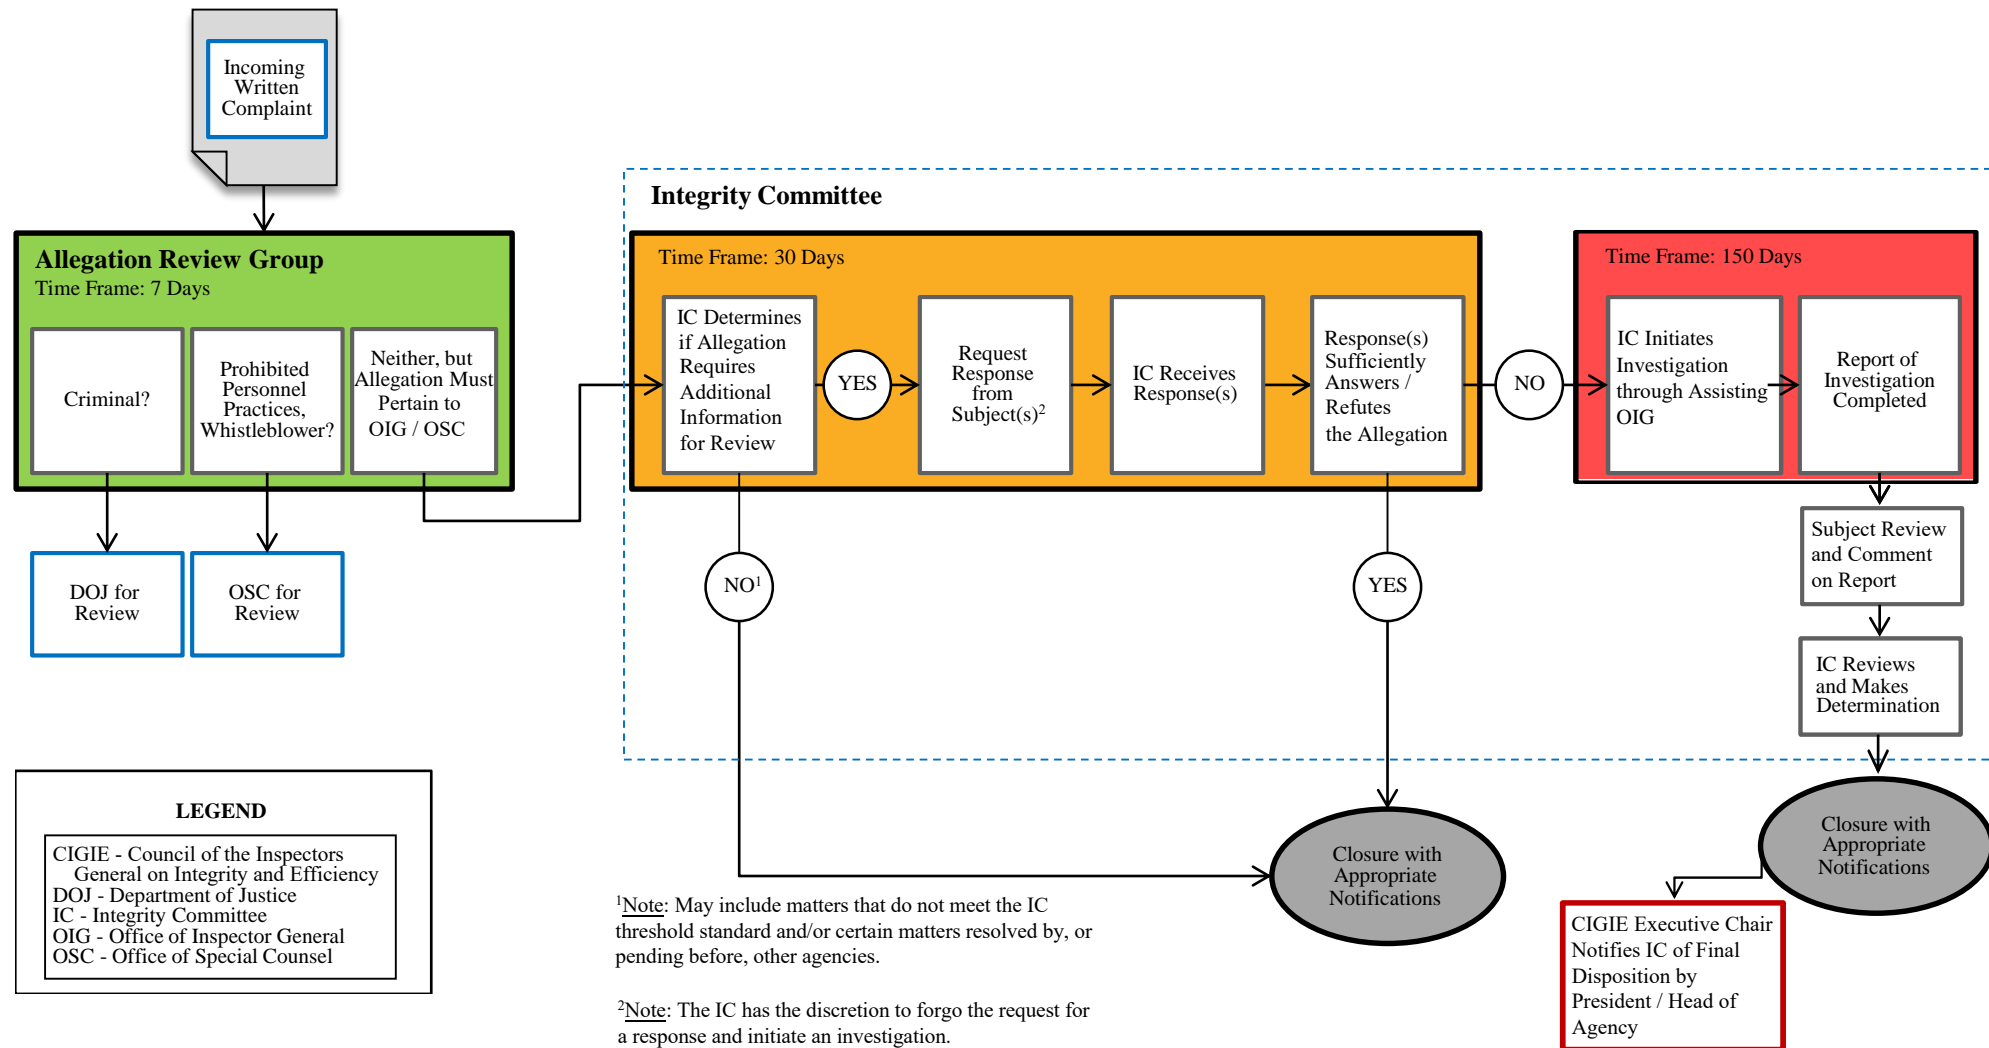 Incoming
Written
Complaint
Integrity Committee
Allegation Review Group
Time Frame: 7 Days
Criminal?
Prohibited
Personnel
Practices,
Whistleblower?
Neither, but
Allegation Must
Pertain to
OIG / OSC
DOJ for
Review
OSC for
Review
Time Frame: 30 Days
IC Determines
if Allegation
Requires
Additional
Information
for Review
YES
Request
Response
from
Subject(s)²
IC Receives
Response(s)
Response(s)
Sufficiently
Answers /
Refutes
the Allegation
NO
NO¹
YES
Time Frame: 150 Days
IC Initiates
Investigation
through Assisting
OIG
Report of
Investigation
Completed
Subject Review
and Comment
on Report
IC Reviews
and Makes
Determination
Closure with
Appropriate
Notifications
Closure with
Appropriate
Notifications
CIGIE Executive Chair
Notifies IC of Final
Disposition by
President / Head of
Agency
LEGEND
CIGIE - Council of the Inspectors
General on Integrity and Efficiency
DOJ - Department of Justice
IC - Integrity Committee
OIG - Office of Inspector General
OSC - Office of Special Counsel
¹Note: May include matters that do not meet the IC
threshold standard and/or certain matters resolved by, or
pending before, other agencies.
²Note: The IC has the discretion to forgo the request for
a response and initiate an investigation.